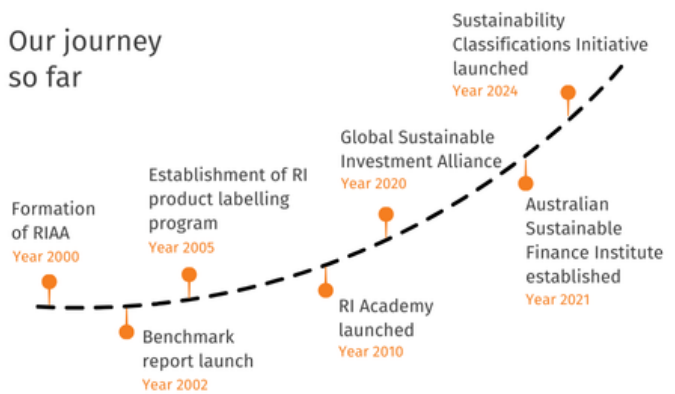 Our journey
so far
Formation
of RIAA
Year 2000
Benchmark
report launch
Year 2002
Establishment of RI
product labelling
program
Year 2005
RI Academy
launched
Year 2010
Global Sustainable
Investment Alliance
Year 2020
Australian
Sustainable
Finance Institute
established
Year 2021
Sustainability
Classifications Initiative
launched
Year 2024